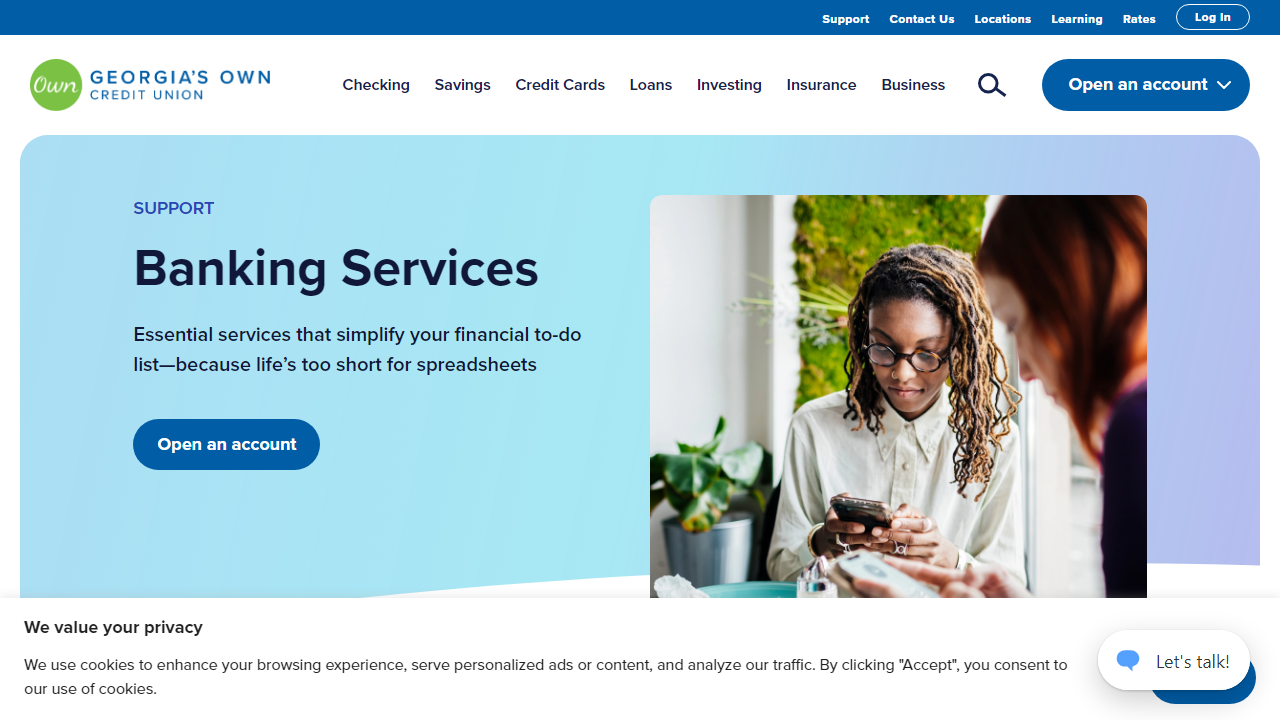 Support Contact Us Locations Learning Rates Log In
Own GEORGIA'S OWN
CREDIT UNION
Checking Savings Credit Cards Loans Investing Insurance Business Open an account
SUPPORT
Banking Services
Essential services that simplify your financial to-do
list—because life's too short for spreadsheets
Open an account
We value your privacy
We use cookies to enhance your browsing experience, serve personalized ads or content, and analyze our traffic. By clicking "Accept", you consent to
our use of cookies.
Let's talk!